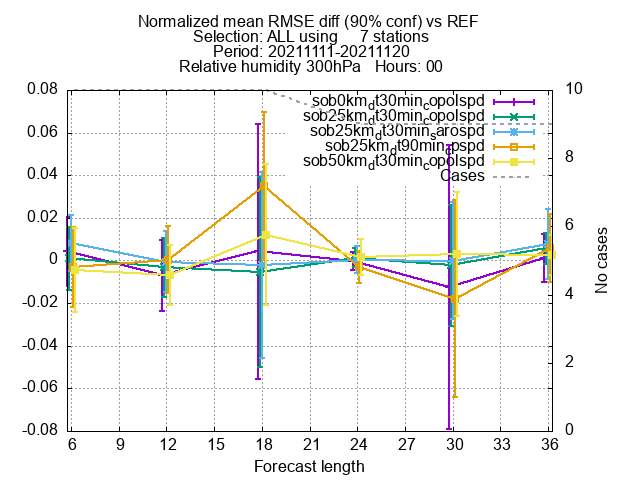 Normalized mean RMSE diff (90% conf) vs REF
Selection: ALL using     7 stations
Period: 20211111-20211120
Relative humidity 300hPa   Hours: 00
sob0km_dt30min_copolspd
sob25km_dt30min_copolspd
sob25km_dt30min_sarospd
sob25km_dt90min_cpspd
sob50km_dt30min_copolspd
Cases
0.08
0.06
0.04
0.02
0
-0.02
-0.04
-0.06
-0.08
10
8
6
4
2
0
No cases
6 9 12 15 18 21 24 27 30 33 36
Forecast length